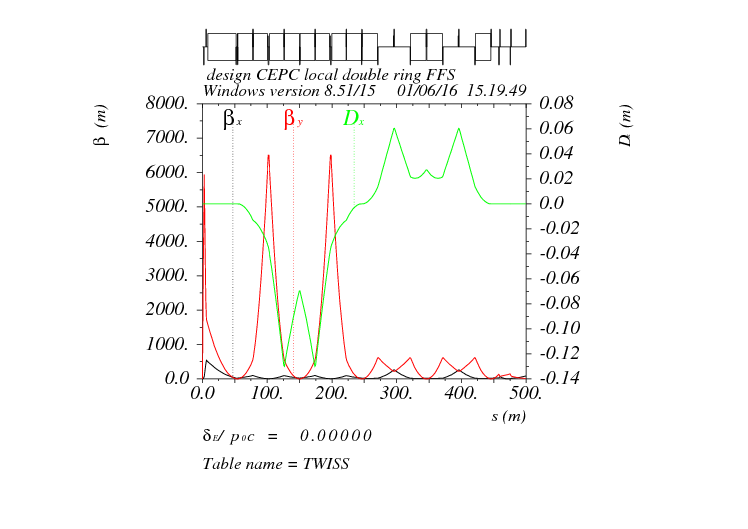 design CEPC local double ring FFS
Windows version 8.51/15 01/06/16 15.19.49
8000. 0.08
β x β y D x
7000. 0.06
0.04
6000. 0.02
5000. 0.0
-0.02
4000. -0.04
3000. -0.06
2000. -0.08
-0.10
1000. -0.12
0.0 -0.14
β (m)
D (m)
0.0 100. 200. 300. 400. 500.
s (m)
δE/ p0c = 0.00000
Table name = TWISS